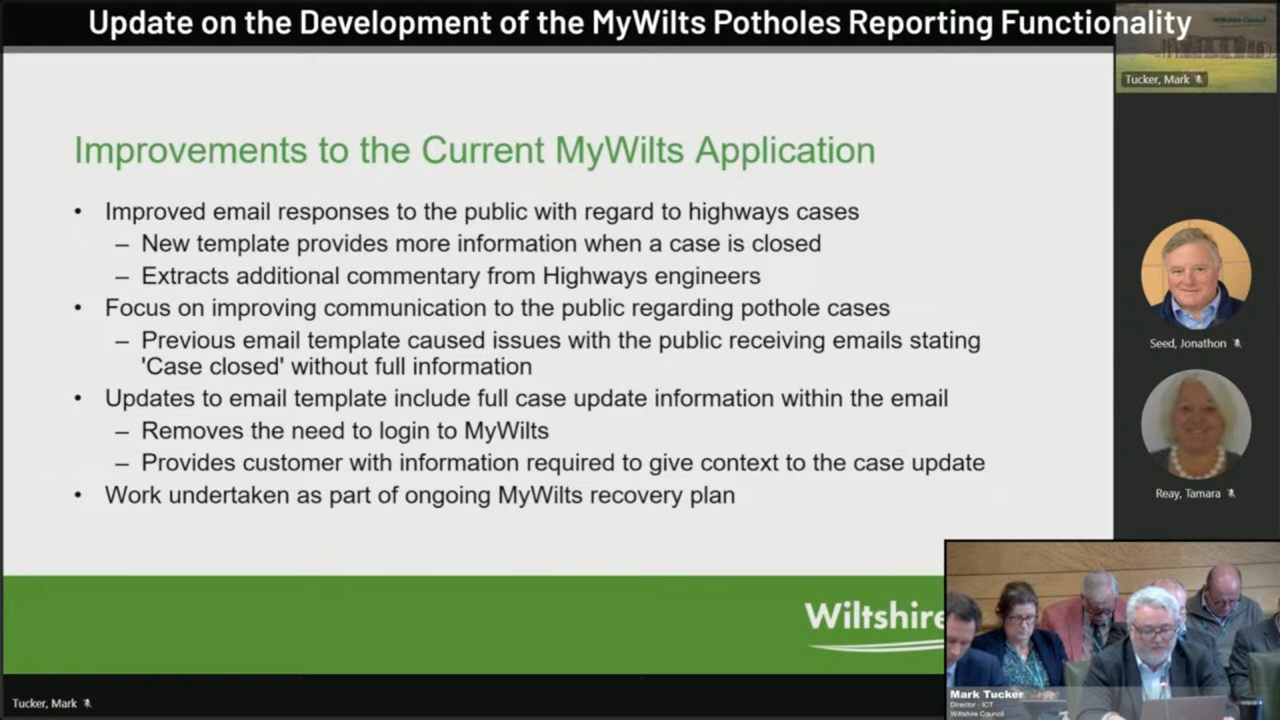 Update on the Development of the MyWilts Potholes Reporting Functionality
Wiltshire Council
Tucker, Mark
Improvements to the Current MyWilts Application
• Improved email responses to the public with regard to highways cases
– New template provides more information when a case is closed
– Extracts additional commentary from Highways engineers
• Focus on improving communication to the public regarding pothole cases
– Previous email template caused issues with the public receiving emails stating
'Case closed' without full information
• Updates to email template include full case update information within the email
– Removes the need to login to MyWilts
– Provides customer with information required to give context to the case update
• Work undertaken as part of ongoing MyWilts recovery plan
Seed, Jonathon
Reay, Tamara
Wiltshire
Tucker, Mark
Mark Tucker
Director - ICT
Wiltshire Council